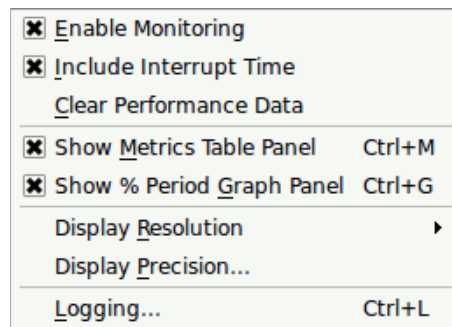 Enable Monitoring
Include Interrupt Time
Clear Performance Data
Show Metrics Table Panel Ctrl+M
Show % Period Graph Panel Ctrl+G
Display Resolution
Display Precision...
Logging... Ctrl+L